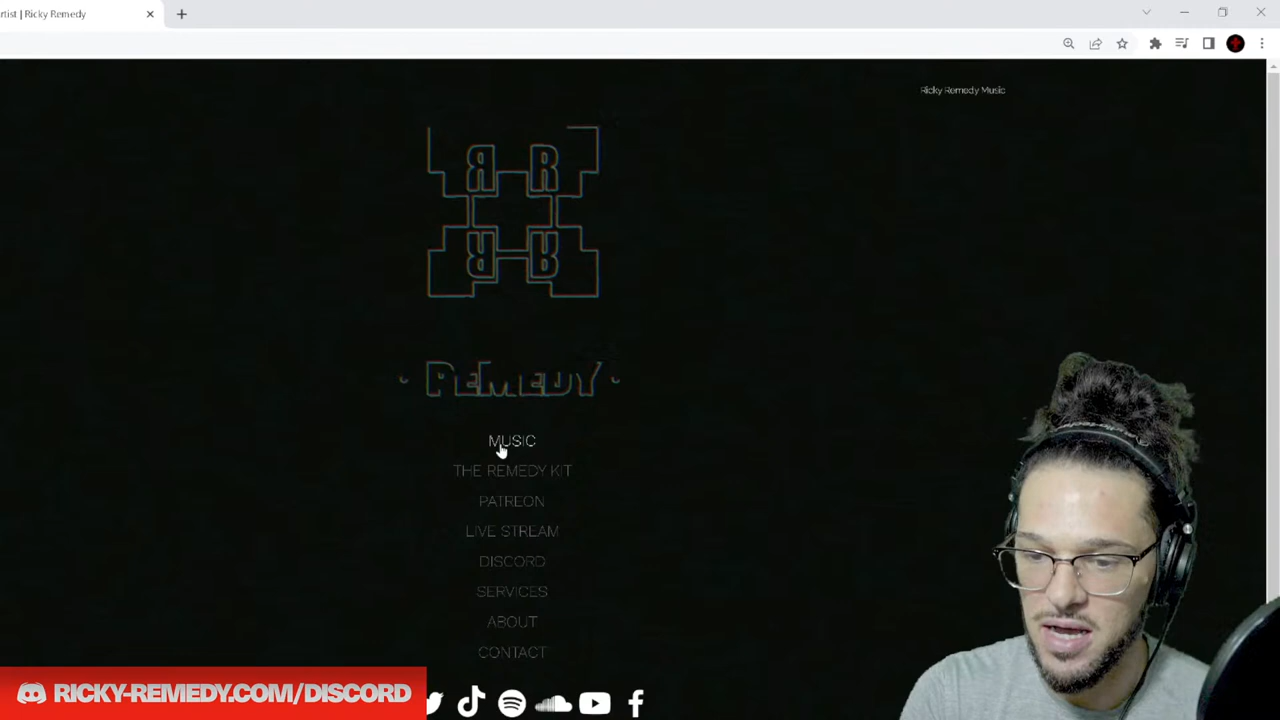 rtist | Ricky Remedy
Ricky Remedy Music
R R
R R
· REMEDY ·
MUSIC
THE REMEDY KIT
PATREON
LIVE STREAM
DISCORD
SERVICES
ABOUT
CONTACT
RICKY-REMEDY.COM/DISCORD